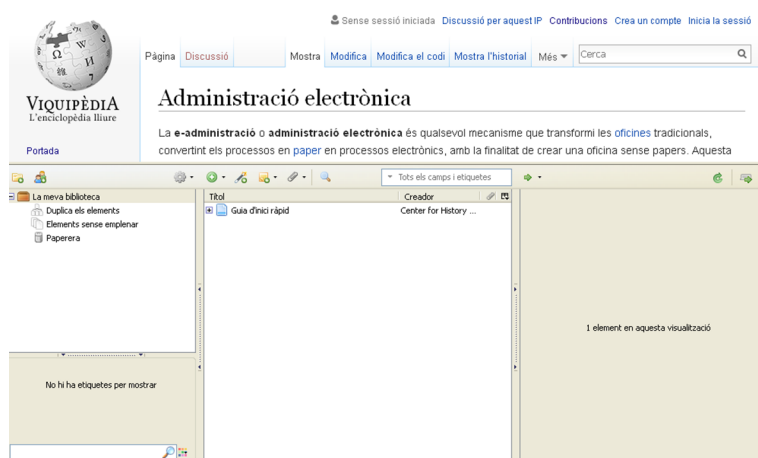 Sense sessió iniciada Discussió per aquest IP Contribucions Crea un compte Inicia la sessió
Pàgina Discussió Mostra Modifica Modifica el codi Mostra l'historial Més Cerca
VIQUIPÈDIA
L'enciclopèdia lliure
Portada
Administració electrònica
La e-administració o administració electrònica és qualsevol mecanisme que transformi les oficines tradicionals,
convertint els processos en paper en processos electrònics, amb la finalitat de crear una oficina sense papers. Aquesta
Tots els camps i etiquetes
La meva biblioteca
Duplica els elements
Elements sense emplenar
Paperera
Títol Creador
Guia d'inici ràpid Center for History ...
1 element en aquesta visualització
No hi ha etiquetes per mostrar